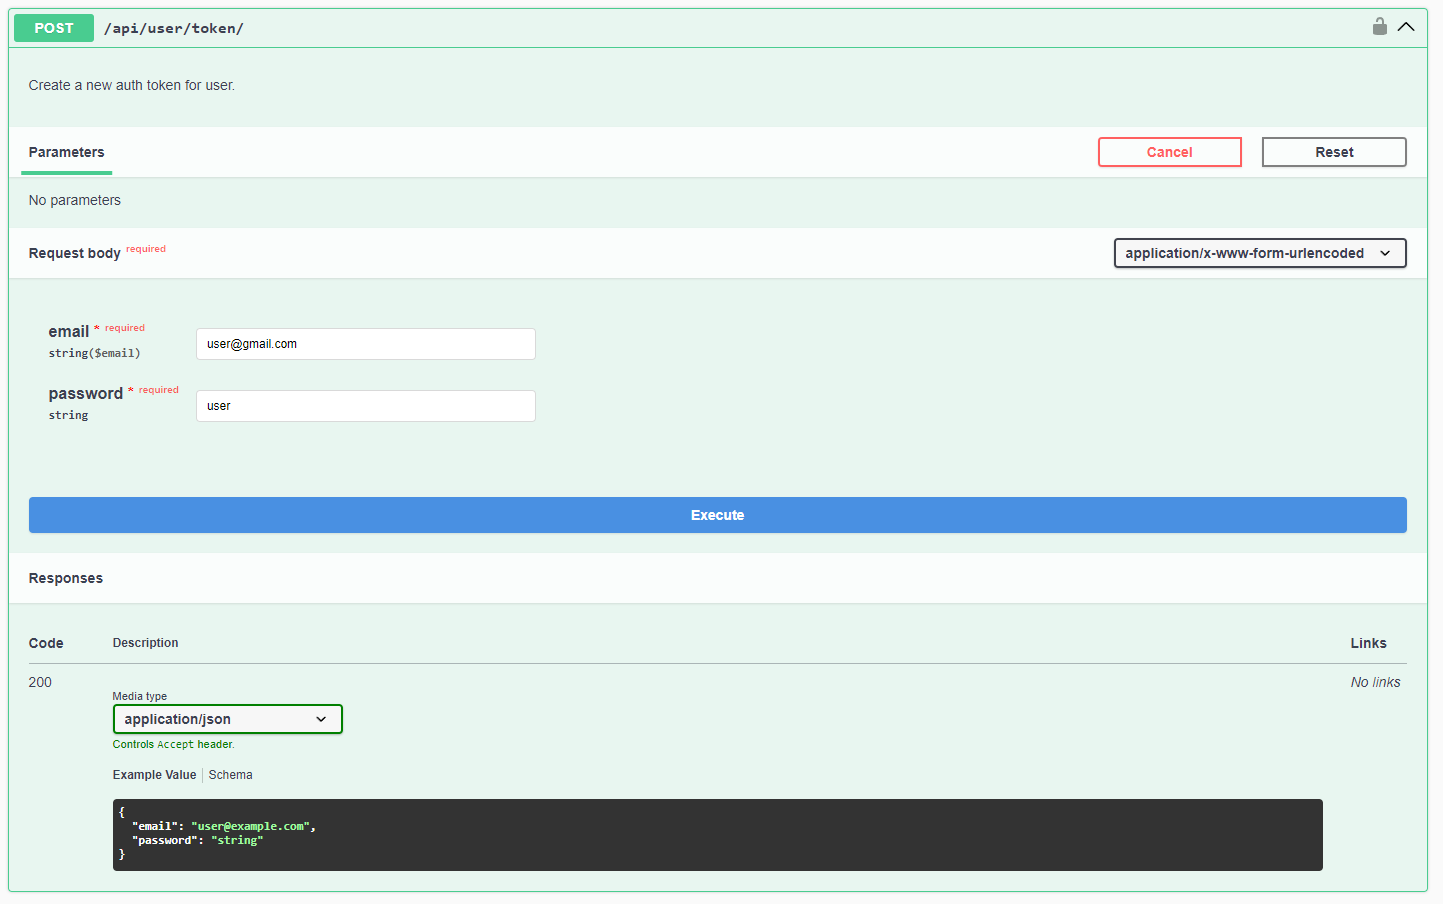 POST /api/user/token/
Create a new auth token for user.
Parameters Cancel Reset
No parameters
Request body required application/x-www-form-urlencoded
email * required
string($email) user@gmail.com
password * required
string user
Execute
Responses
Code Description Links
200 No links
Media type
application/json
Controls Accept header.
Example Value Schema
{
"email": "user@example.com",
"password": "string"
}